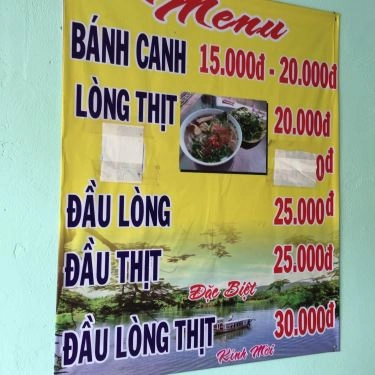 Menu
BÁNH CANH 15.000đ - 20.000đ
LÒNG THỊT 20.000đ
0đ
ĐẦU LÒNG 25.000đ
ĐẦU THỊT 25.000đ
Đặc Biệt
ĐẦU LÒNG THỊT 30.000đ
Kính Mời